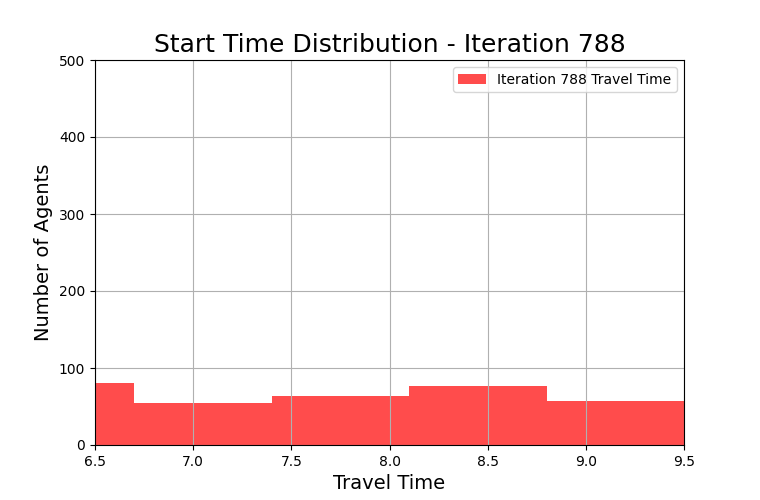 Start Time Distribution - Iteration 788
Iteration 788 Travel Time
Number of Agents
500
400
300
200
100
0
6.5 7.0 7.5 8.0 8.5 9.0 9.5
Travel Time